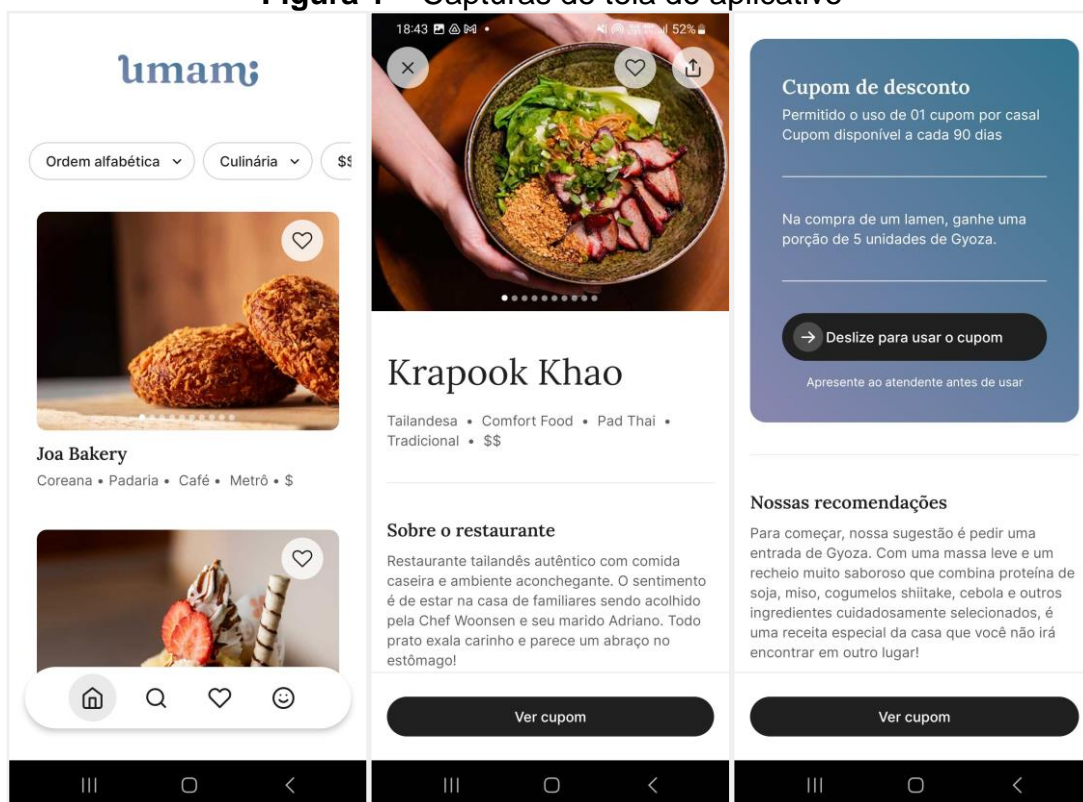 Figura 1 – Capturas de tela do aplicativo
umami
Ordem alfabética
Culinária
$$
Joa Bakery
Coreana • Padaria • Café • Metrô • $
18:43
52%
Krapook Khao
Tailandesa • Comfort Food • Pad Thai •
Tradicional • $$
Sobre o restaurante
Restaurante tailandês autêntico com comida
caseira e ambiente aconchegante. O sentimento
é de estar na casa de familiares sendo acolhido
pela Chef Woonsen e seu marido Adriano. Todo
prato exala carinho e parece um abraço no
estômago!
Ver cupom
Cupom de desconto
Permitido o uso de 01 cupom por casal
Cupom disponível a cada 90 dias
Na compra de um lamen, ganhe uma
porção de 5 unidades de Gyoza.
Deslize para usar o cupom
Apresente ao atendente antes de usar
Nossas recomendações
Para começar, nossa sugestão é pedir uma
entrada de Gyoza. Com uma massa leve e um
recheio muito saboroso que combina proteína de
soja, miso, cogumelos shiitake, cebola e outros
ingredientes cuidadosamente selecionados, é
uma receita especial da casa que você não irá
encontrar em outro lugar!
Ver cupom